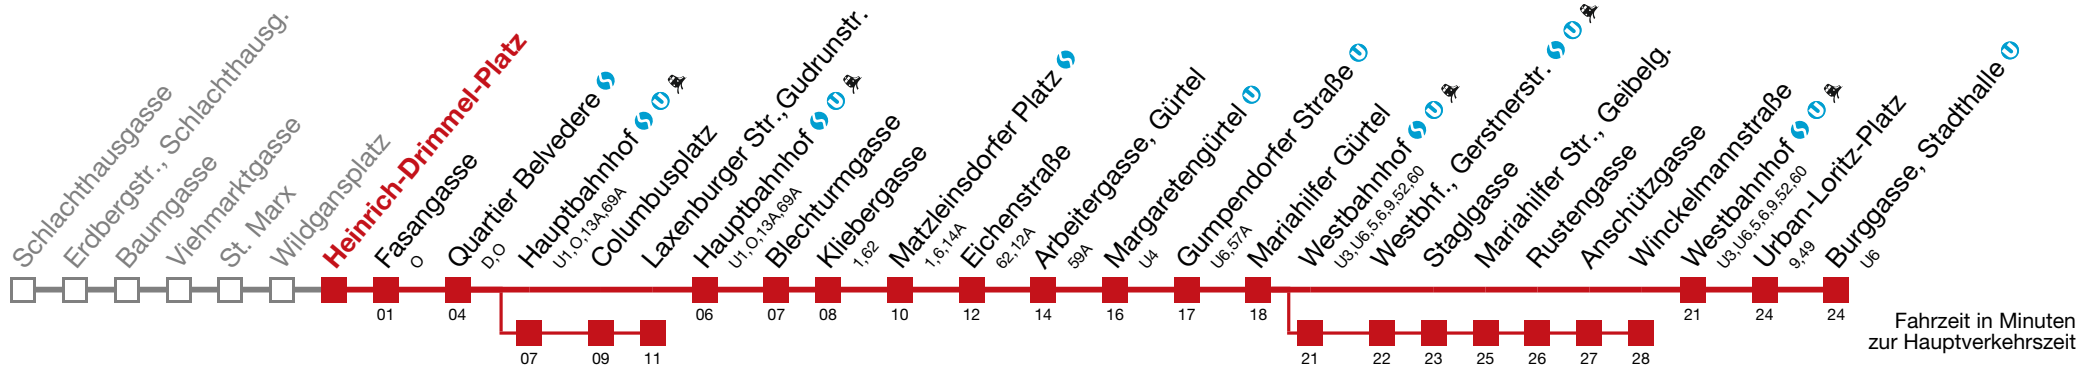 Schlachthausgasse
Erdbergstr., Schlachthausg.
Baumgasse
Viehmarktgasse
St. Marx
Wildgansplatz
Heinrich-Drimmel-Platz
Fasangasse
O
Quartier Belvedere
D,O
Hauptbahnhof
U1,O,13A,69A
Columbusplatz
Laxenburger Str., Gudrunstr.
Hauptbahnhof
U1,O,13A,69A
Blechturmgasse
Kliebergasse
1,62
Matzleinsdorfer Platz
1,6,14A
Eichenstraße
62,12A
Arbeitergasse, Gürtel
59A
Margaretengürtel
U4
Gumpendorfer Straße
U6,57A
Mariahilfer Gürtel
Westbahnhof
U3,U6,5,6,9,52,60
Westbhf., Gerstnerstr.
Staglgasse
Mariahilfer Str., Geibelg.
Rustengasse
Anschützgasse
Winckelmannstraße
Westbahnhof
U3,U6,5,6,9,52,60
Urban-Loritz-Platz
9,49
Burggasse, Stadthalle
U6
01 04 06 07 08 10 12 14 16 17 18 21 24 24
07 09 11 21 22 23 25 26 27 28
Fahrzeit in Minuten
zur Hauptverkehrszeit